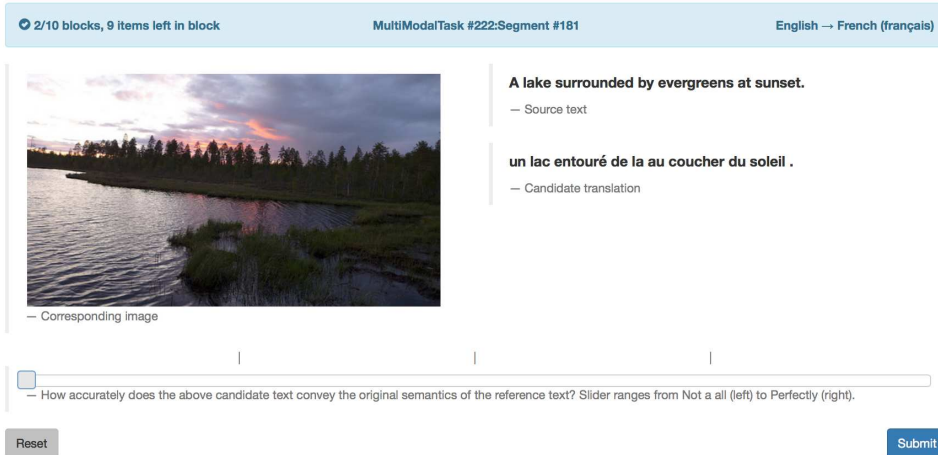 2/10 blocks, 9 items left in block
MultiModalTask #222:Segment #181
English → French (français)
A lake surrounded by evergreens at sunset.
— Source text
un lac entouré de la au coucher du soleil .
— Candidate translation
— Corresponding image
— How accurately does the above candidate text convey the original semantics of the reference text? Slider ranges from Not a all (left) to Perfectly (right).
Reset
Submit